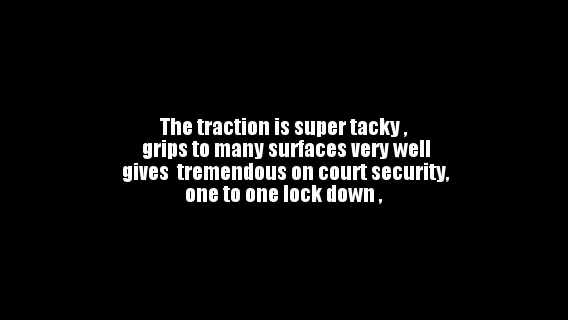 The traction is super tacky ,
grips to many surfaces very well
gives  tremendous on court security,
one to one lock down ,